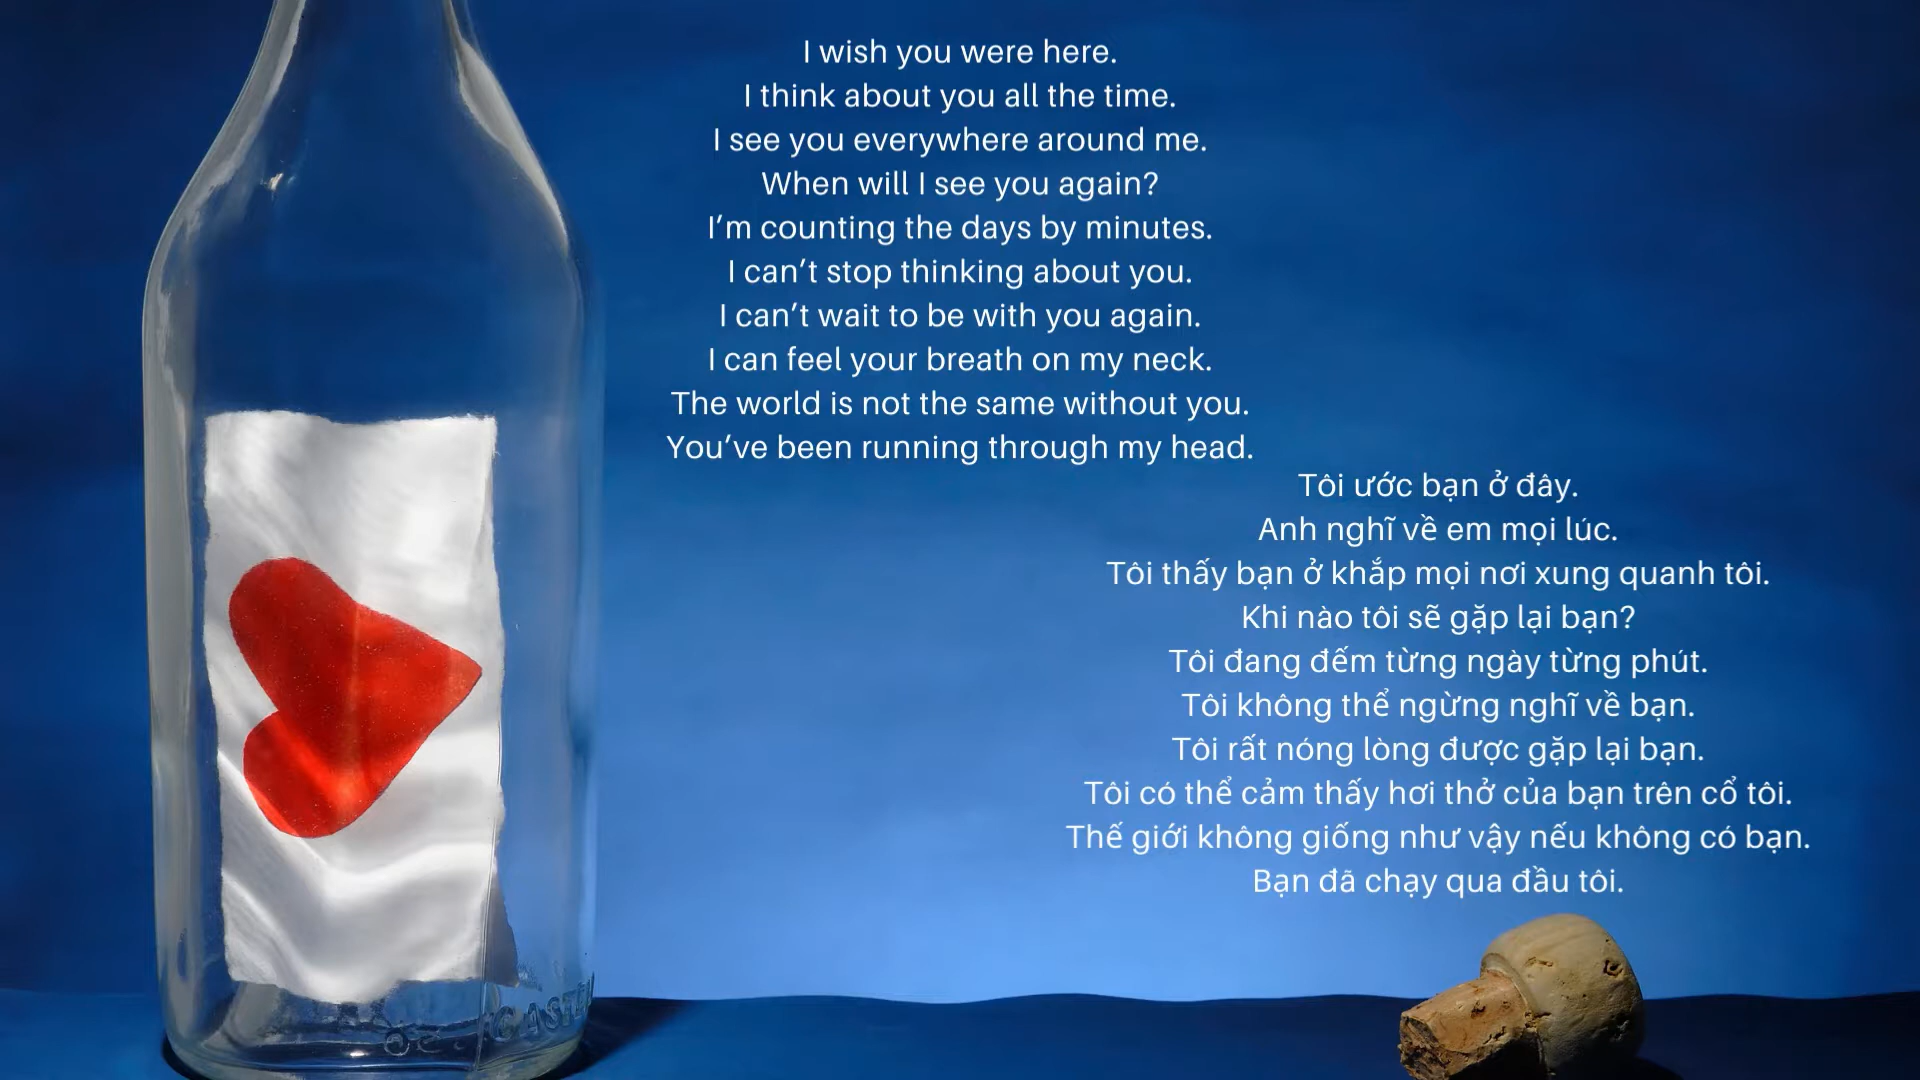 I wish you were here.
I think about you all the time.
I see you everywhere around me.
When will I see you again?
I’m counting the days by minutes.
I can’t stop thinking about you.
I can’t wait to be with you again.
I can feel your breath on my neck.
The world is not the same without you.
You’ve been running through my head.
Tôi ước bạn ở đây.
Anh nghĩ về em mọi lúc.
Tôi thấy bạn ở khắp mọi nơi xung quanh tôi.
Khi nào tôi sẽ gặp lại bạn?
Tôi đang đếm từng ngày từng phút.
Tôi không thể ngừng nghĩ về bạn.
Tôi rất nóng lòng được gặp lại bạn.
Tôi có thể cảm thấy hơi thở của bạn trên cổ tôi.
Thế giới không giống như vậy nếu không có bạn.
Bạn đã chạy qua đầu tôi.